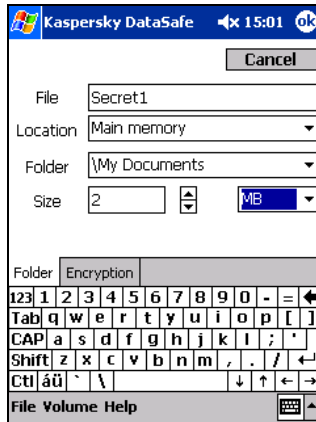 Kaspersky DataSafe 15:01 ok
Cancel
File Secret1
Location Main memory
Folder \My Documents
Size 2 MB
Folder Encryption
123 1 2 3 4 5 6 7 8 9 0 - = ←
Tab q w e r t y u i o p [ ]
CAP a s d f g h j k l ; '
Shift z x c v b n m , . / ↵
Ctl áü ` \ ↓ ↑ ← →
File Volume Help